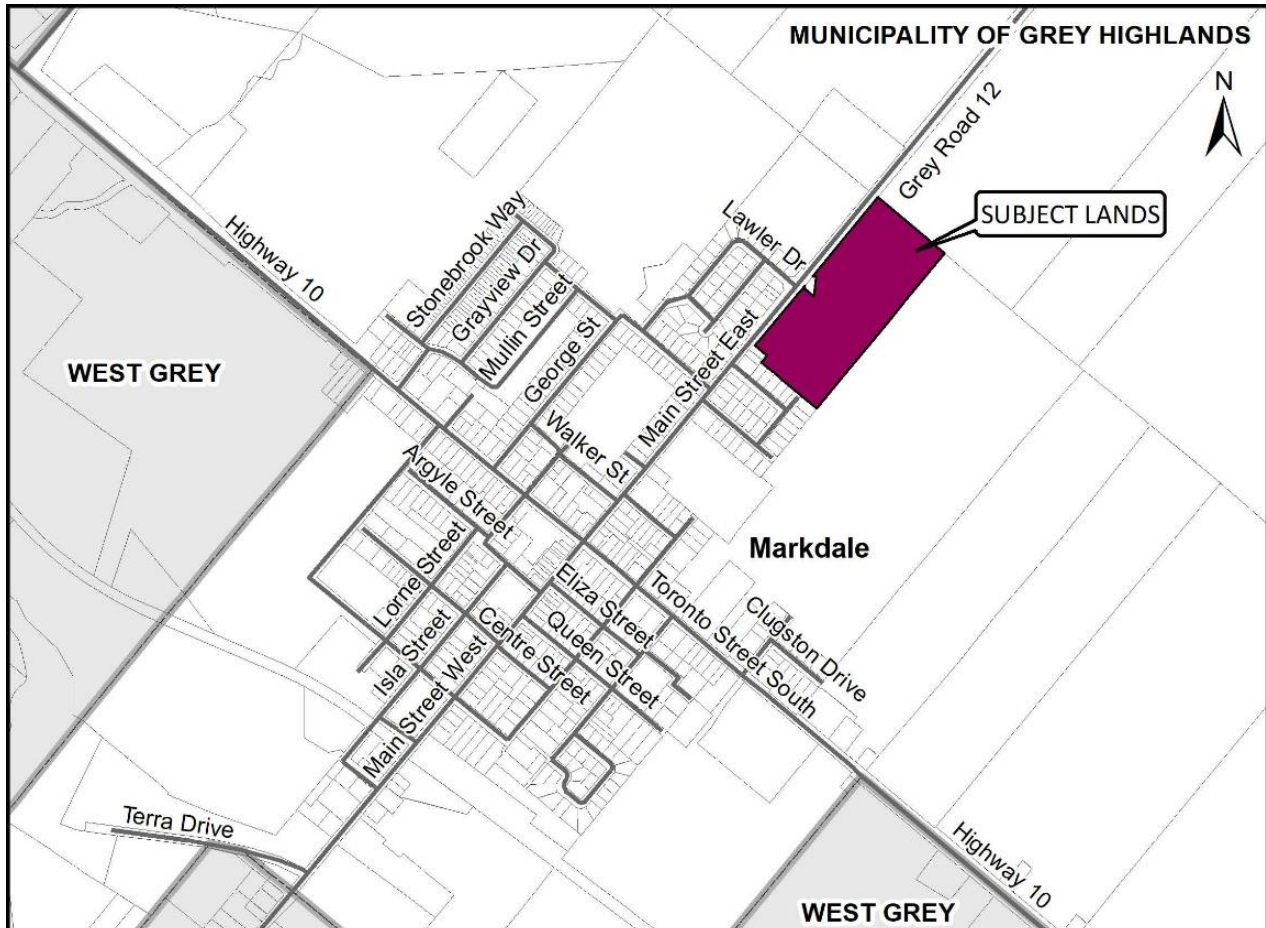 MUNICIPALITY OF GREY HIGHLANDS
N
Grey Road 12
SUBJECT LANDS
Lawler Dr
Stonebrook Way
Highway 10
Grayview Dr
Mullin Street
George St
Main Street East
WEST GREY
Walker St
Argyle Street
Markdale
Lorne Street
Eliza Street
Toronto Street South
Clugston Drive
Isla Street
Centre Street
Queen Street
Main Street West
Terra Drive
Highway 10
WEST GREY